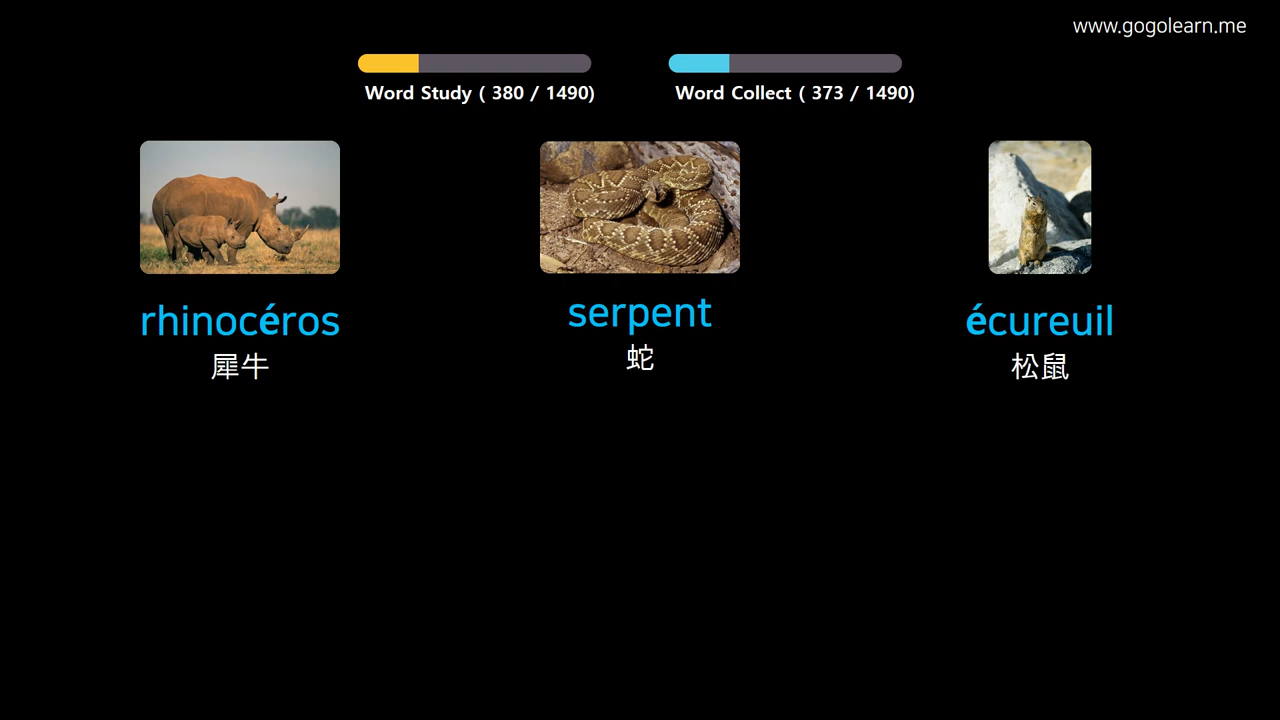 www.gogolearn.me
Word Study ( 380 / 1490)
Word Collect ( 373 / 1490)
rhinocéros
犀牛
serpent
蛇
écureuil
松鼠